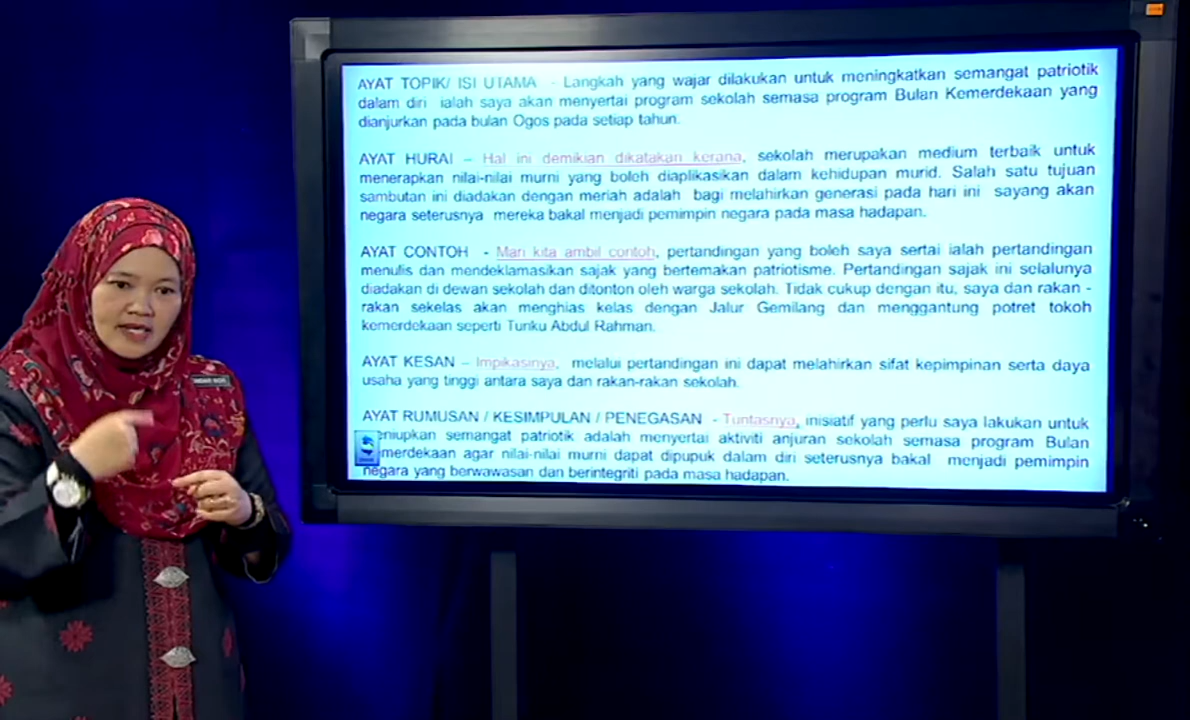 AYAT TOPIK/ ISI UTAMA - Langkah yang wajar dilakukan untuk meningkatkan semangat patriotik
dalam diri ialah saya akan menyertai program sekolah semasa program Bulan Kemerdekaan yang
dianjurkan pada bulan Ogos pada setiap tahun.
AYAT HURAI – Hal ini demikian dikatakan kerana, sekolah merupakan medium terbaik untuk
menerapkan nilai-nilai murni yang boleh diaplikasikan dalam kehidupan murid. Salah satu tujuan
sambutan ini diadakan dengan meriah adalah bagi melahirkan generasi pada hari ini sayang akan
negara seterusnya mereka bakal menjadi pemimpin negara pada masa hadapan.
AYAT CONTOH - Mari kita ambil contoh, pertandingan yang boleh saya sertai ialah pertandingan
menulis dan mendeklamasikan sajak yang bertemakan patriotisme. Pertandingan sajak ini selalunya
diadakan di dewan sekolah dan ditonton oleh warga sekolah. Tidak cukup dengan itu, saya dan rakan -
rakan sekelas akan menghias kelas dengan Jalur Gemilang dan menggantung potret tokoh
kemerdekaan seperti Tunku Abdul Rahman.
AYAT KESAN – Impikasinya, melalui pertandingan ini dapat melahirkan sifat kepimpinan serta daya
usaha yang tinggi antara saya dan rakan-rakan sekolah.
AYAT RUMUSAN / KESIMPULAN / PENEGASAN - Tuntasnya, inisiatif yang perlu saya lakukan untuk
eniupkan semangat patriotik adalah menyertai aktiviti anjuran sekolah semasa program Bulan
merdekaan agar nilai-nilai murni dapat dipupuk dalam diri seterusnya bakal menjadi pemimpin
negara yang berwawasan dan berintegriti pada masa hadapan.